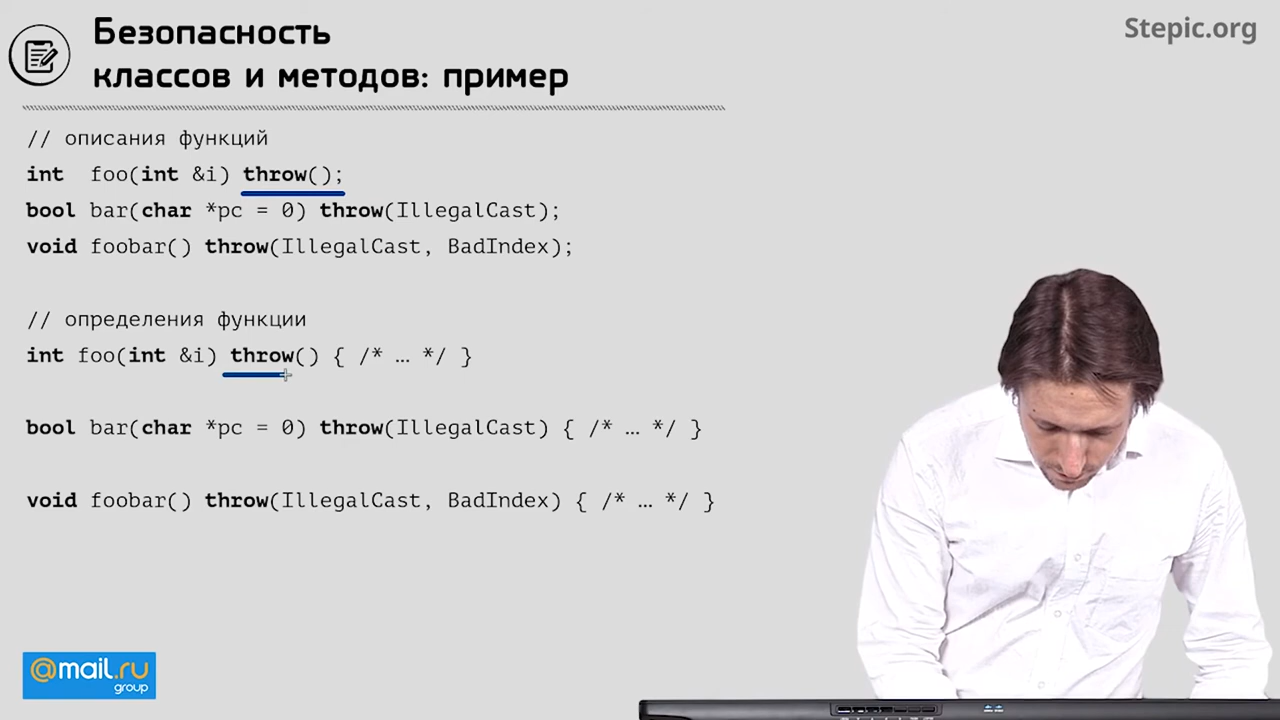 Безопасность
классов и методов: пример
Stepic.org
// описания функций
int  foo(int &i) throw();
bool bar(char *pc = 0) throw(IllegalCast);
void foobar() throw(IllegalCast, BadIndex);
// определения функции
int foo(int &i) throw() { /* … */ }
bool bar(char *pc = 0) throw(IllegalCast) { /* … */ }
void foobar() throw(IllegalCast, BadIndex) { /* … */ }
@mail.ru
group